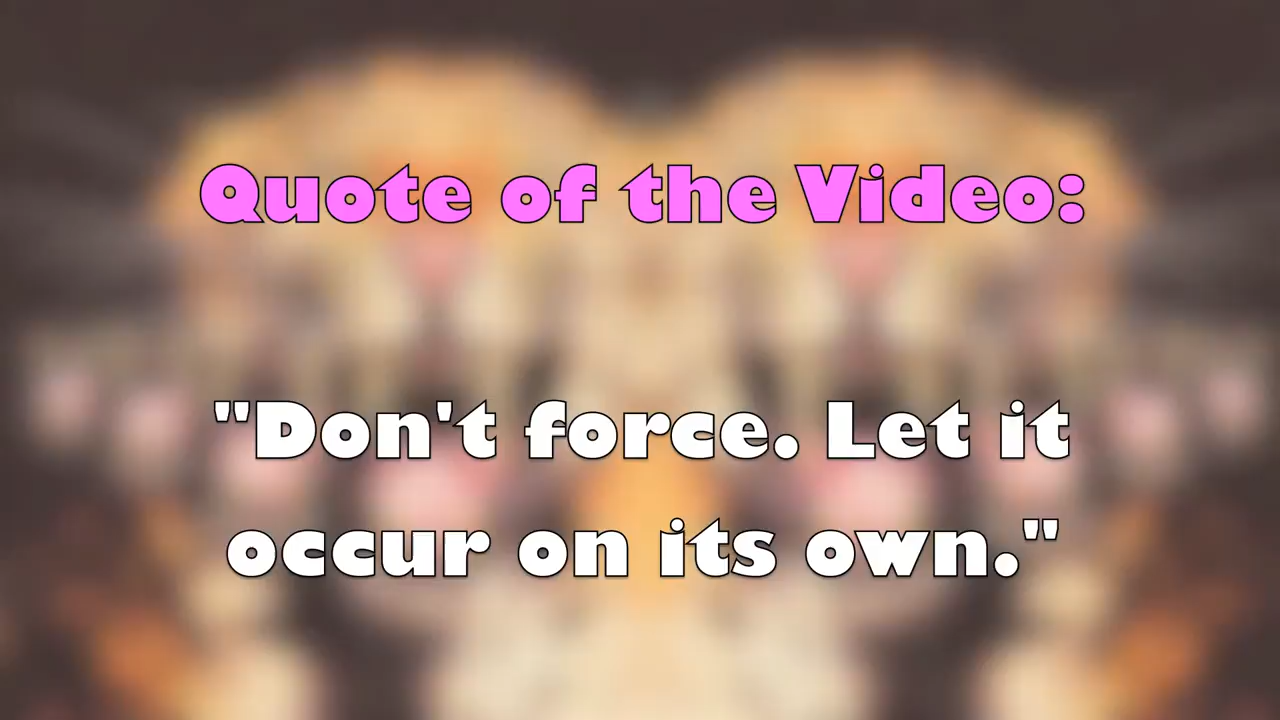 Quote of the Video:
"Don't force. Let it
occur on its own."